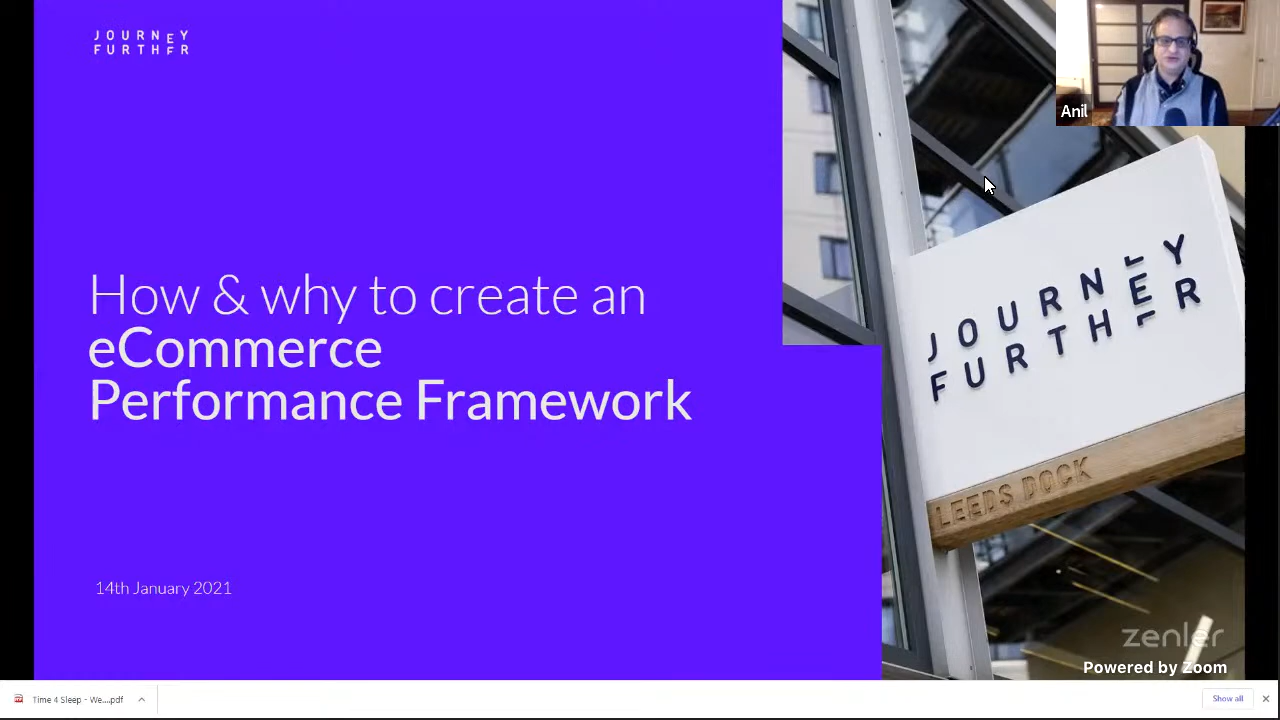 JOURNEY
FURTHER
Anil
JOURNEY
FURTHER
LEEDS DOCK
How & why to create an
eCommerce
Performance Framework
14th January 2021
zenler
Powered by Zoom
Time 4 Sleep - We....pdf
Show all